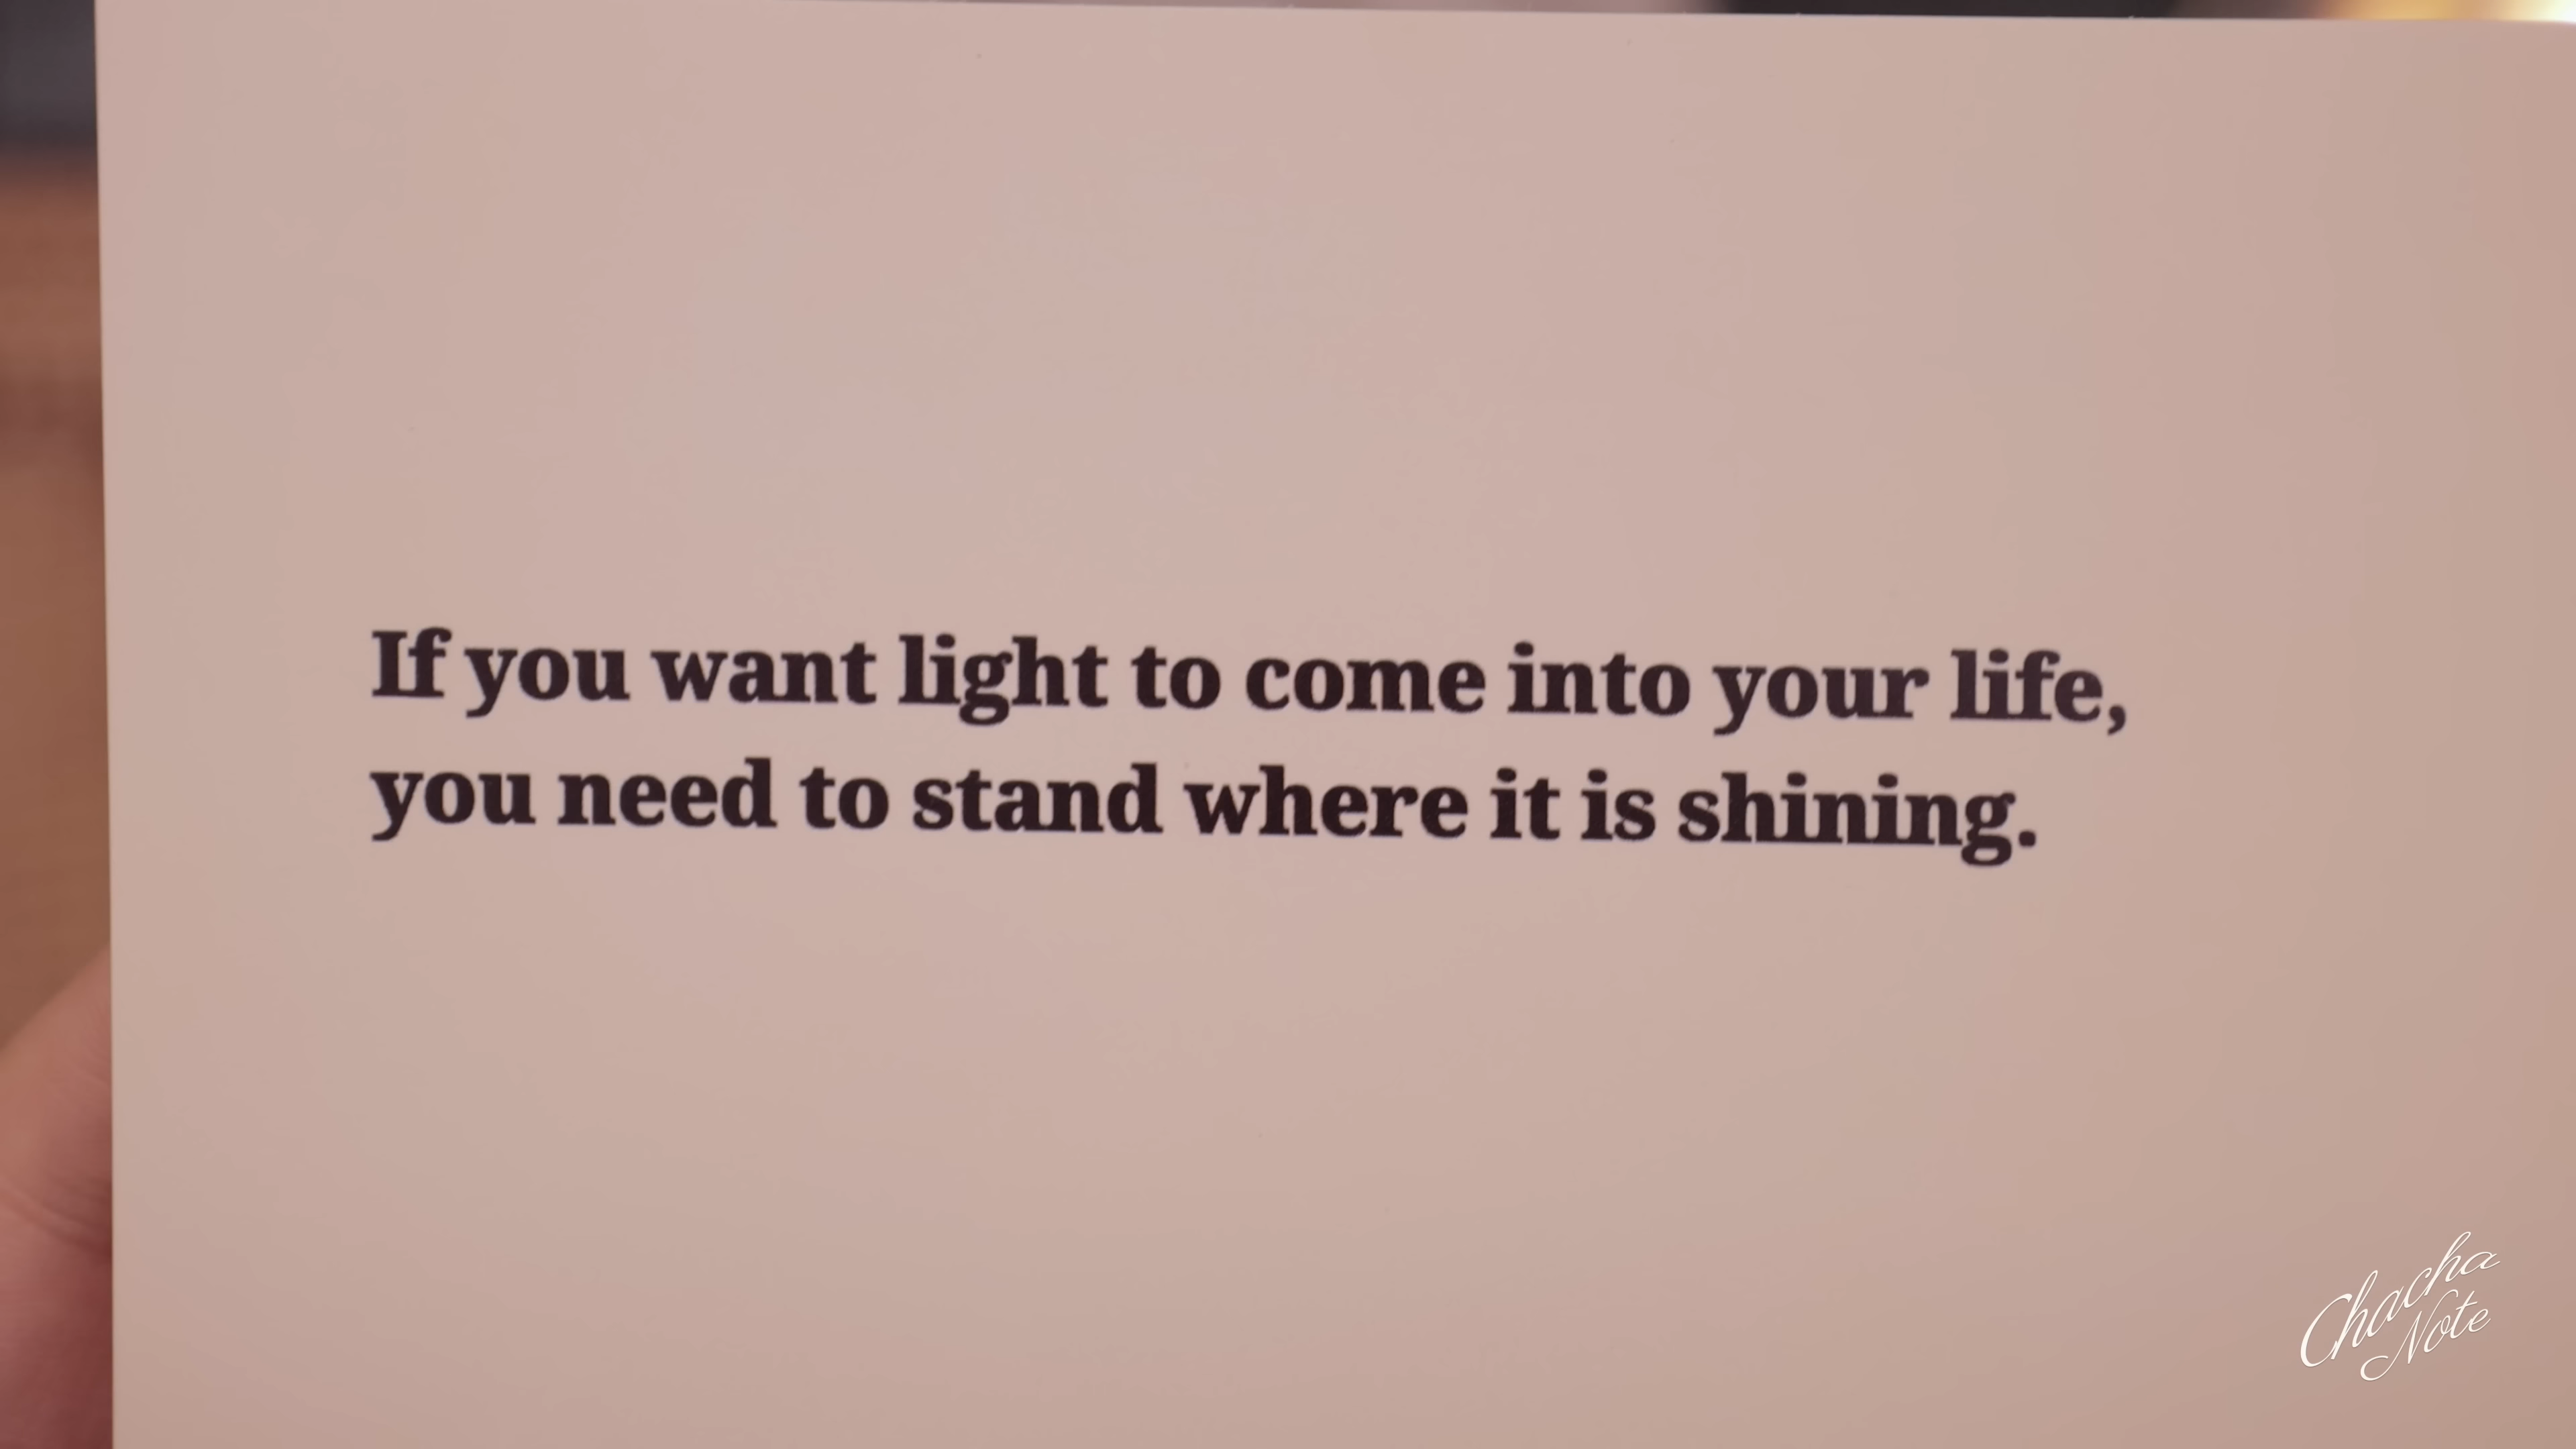 If you want light to come into your life,
you need to stand where it is shining.
Chacha
Note